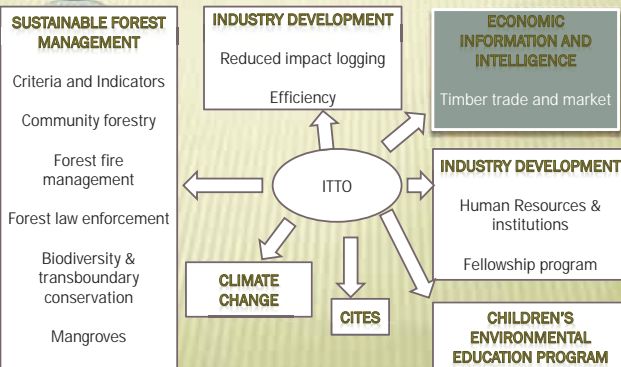 SUSTAINABLE FOREST
MANAGEMENT
Criteria and Indicators
Community forestry
Forest fire
management
Forest law enforcement
Biodiversity &
transboundary
conservation
Mangroves
INDUSTRY DEVELOPMENT
Reduced impact logging
Efficiency
ECONOMIC
INFORMATION AND
INTELLIGENCE
Timber trade and market
ITTO
INDUSTRY DEVELOPMENT
Human Resources &
institutions
Fellowship program
CLIMATE
CHANGE
CITES
CHILDREN'S
ENVIRONMENTAL
EDUCATION PROGRAM